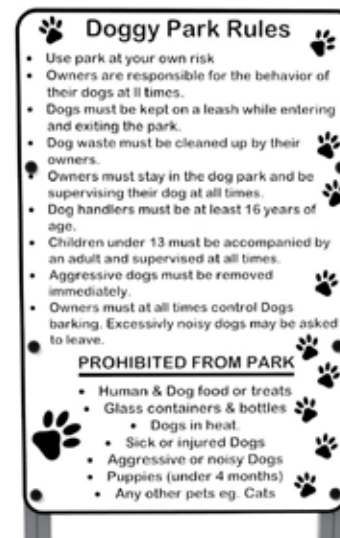 Doggy Park Rules
• Use park at your own risk
• Owners are responsible for the behavior of
their dogs at ll times.
• Dogs must be kept on a leash while entering
and exiting the park.
• Dog waste must be cleaned up by their
owners.
• Owners must stay in the dog park and be
supervising their dog at all times.
• Dog handlers must be at least 16 years of
age.
• Children under 13 must be accompanied by
an adult and supervised at all times.
• Aggressive dogs must be removed
immediately.
• Owners must at all times control Dogs
barking. Excessivly noisy dogs may be asked
to leave.
PROHIBITED FROM PARK
• Human & Dog food or treats
• Glass containers & bottles
• Dogs in heat.
• Sick or injured Dogs
• Aggressive or noisy Dogs
• Puppies (under 4 months)
• Any other pets eg. Cats